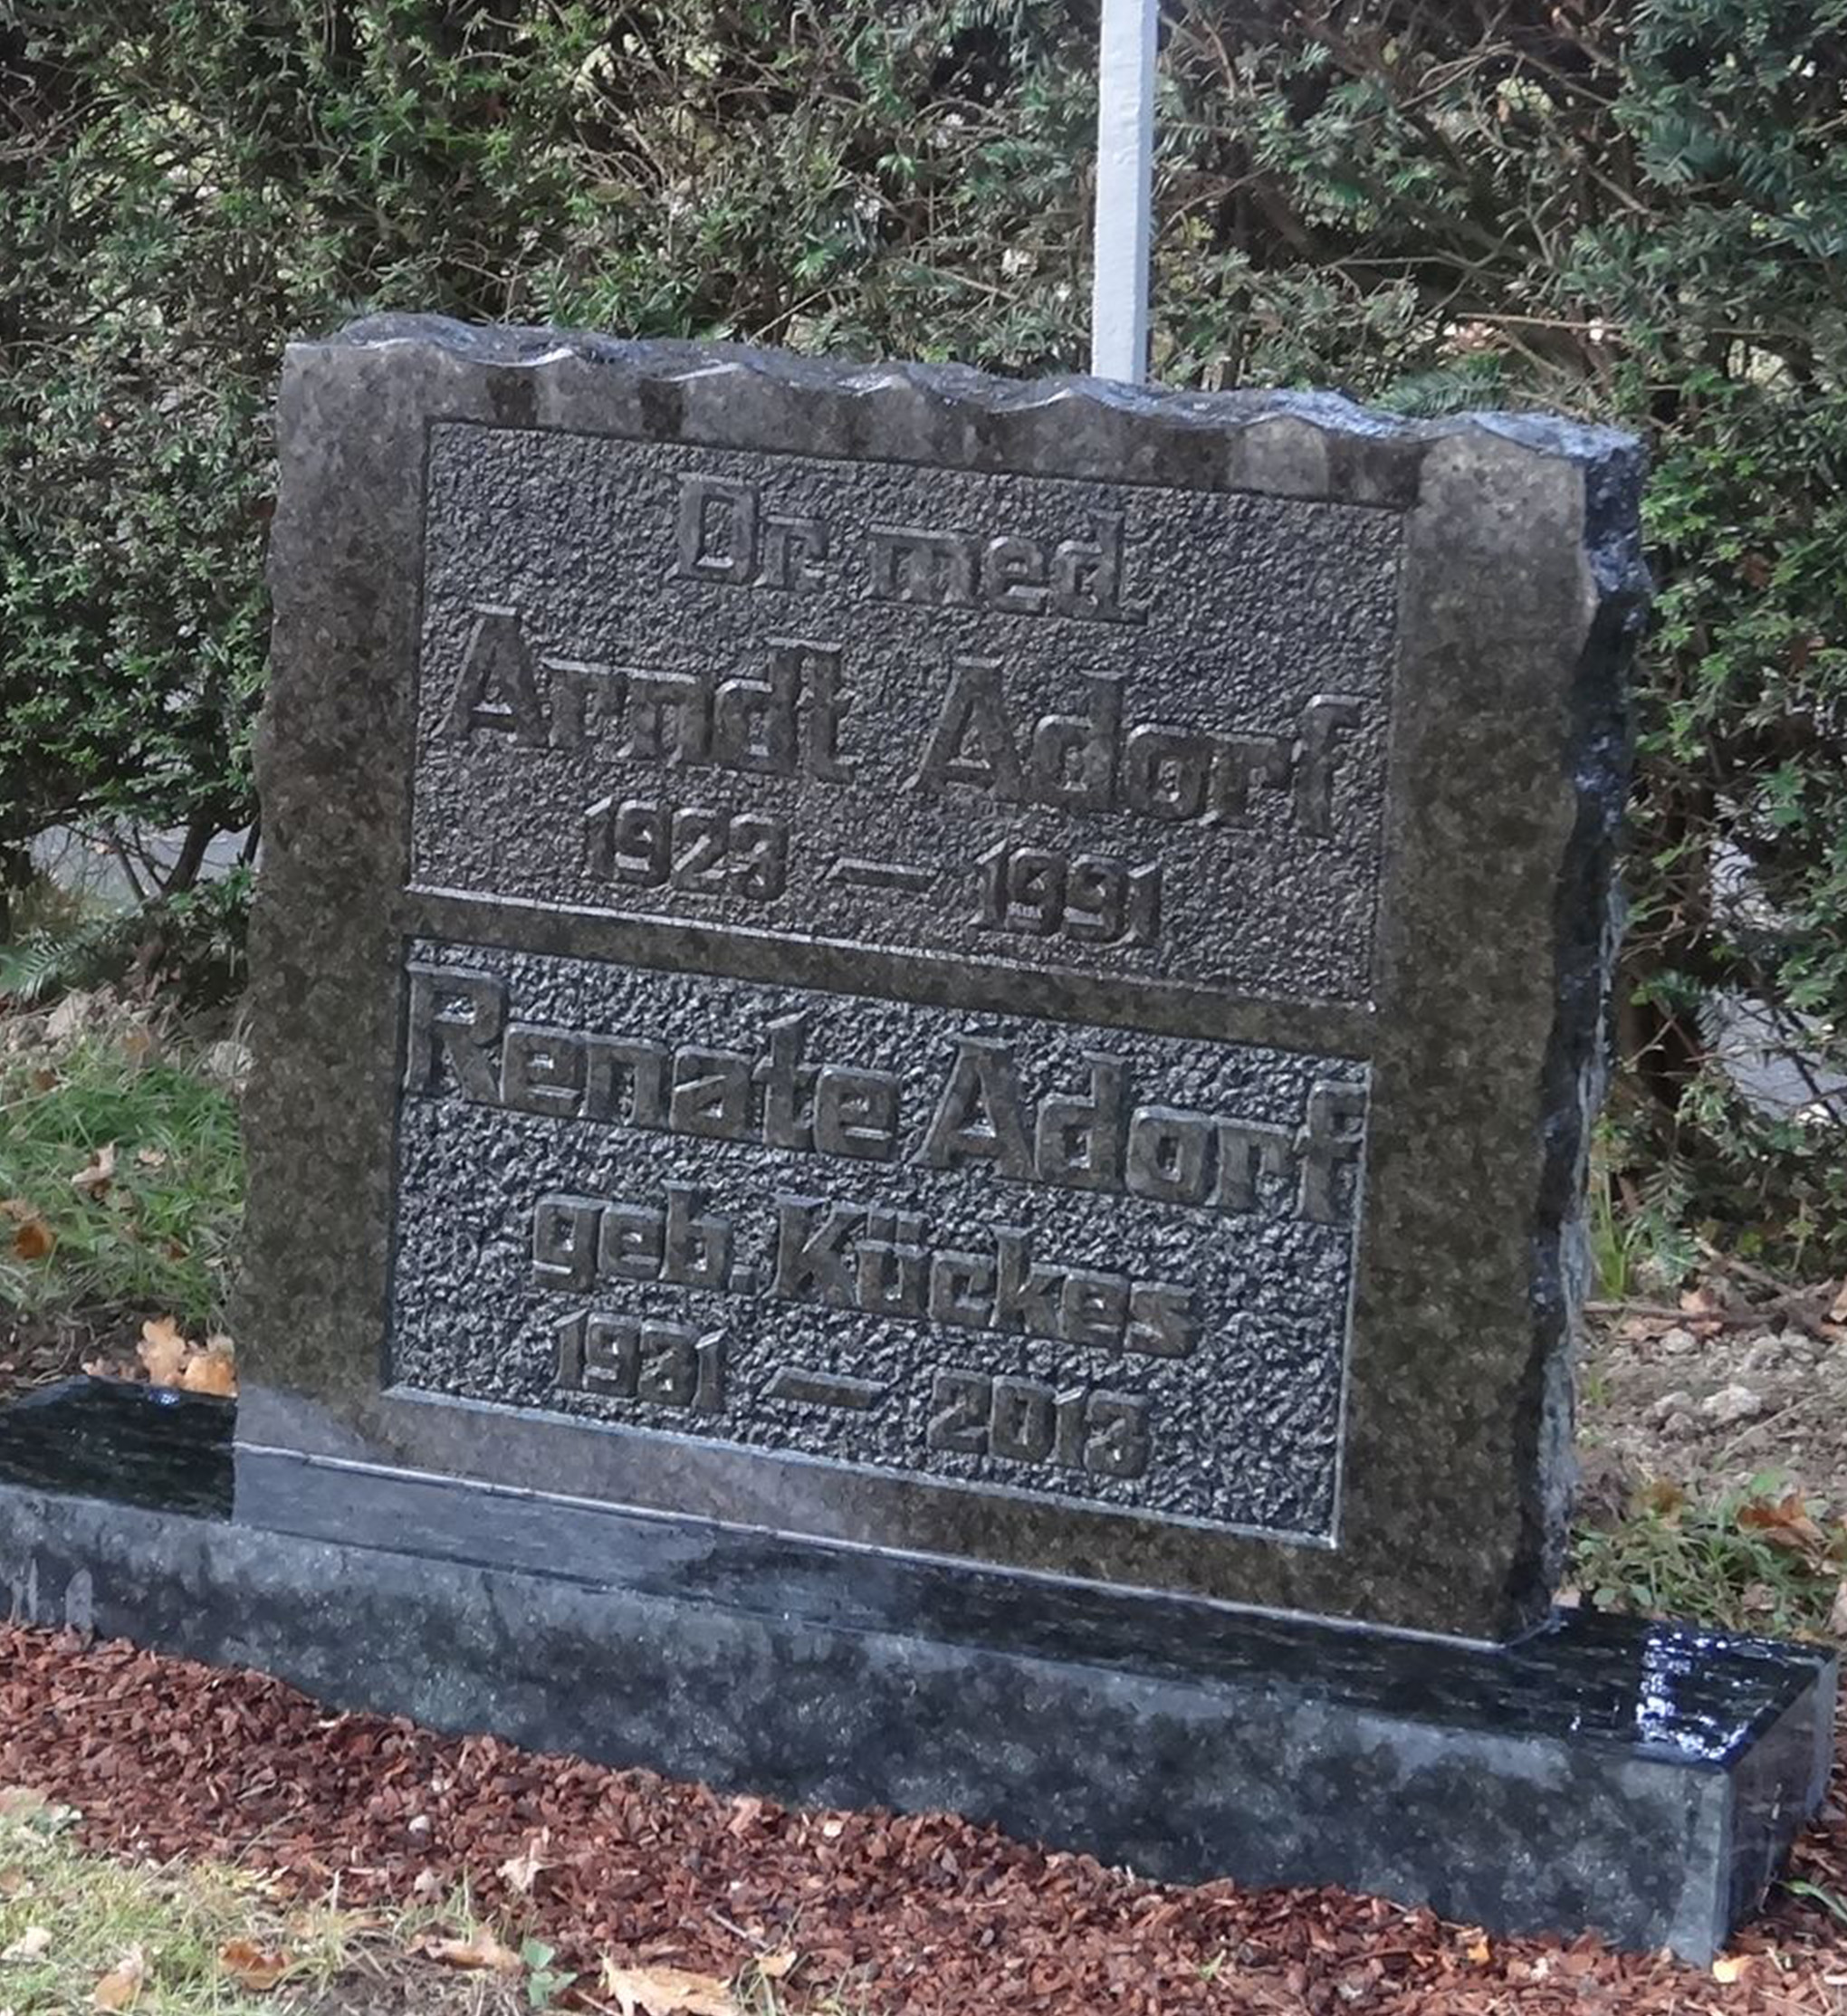 Dr med
Arndt Adorf
1923 — 1991
Renate Adorf
geb. Kückes
1931 — 2013